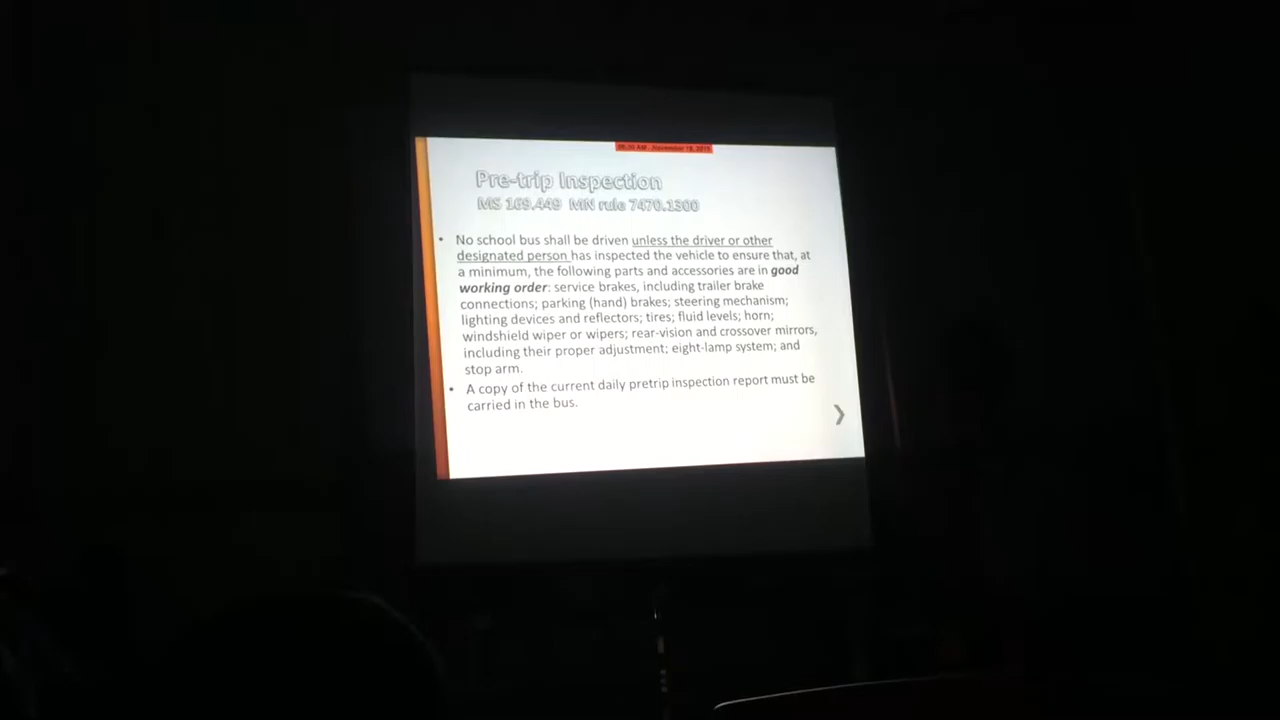 Pre-trip Inspection
MS 169.449 MN rule 7470.1300
• No school bus shall be driven unless the driver or other
designated person has inspected the vehicle to ensure that, at
a minimum, the following parts and accessories are in good
working order: service brakes, including trailer brake
connections; parking (hand) brakes; steering mechanism;
lighting devices and reflectors; tires; fluid levels; horn;
windshield wiper or wipers; rear-vision and crossover mirrors,
including their proper adjustment; eight-lamp system; and
stop arm.
• A copy of the current daily pretrip inspection report must be
carried in the bus.